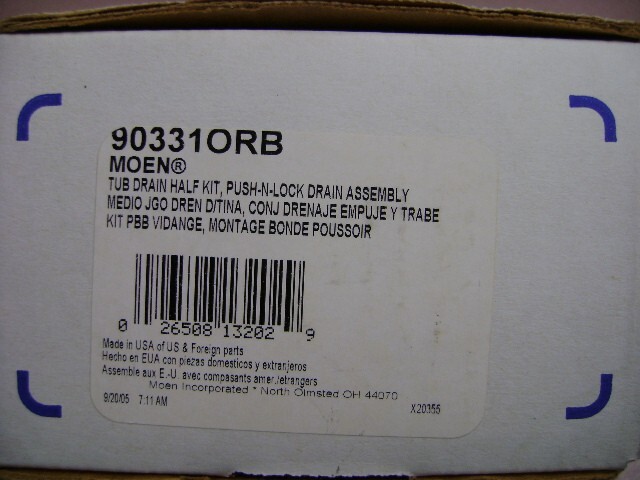 90331ORB
MOEN®
TUB DRAIN HALF KIT, PUSH-N-LOCK DRAIN ASSEMBLY
MEDIO JGO DREN D/TINA, CONJ DRENAJE EMPUJE Y TRABE
KIT PBB VIDANGE, MONTAGE BONDE POUSSOIR
0 26508 13202 9
Made in USA of US & Foreign parts
Hecho en EUA con piezas domesticos y extranjeros
Assemble aux E.-U avec compasants amer./etrangers
Moen Incorporated * North Olmsted OH 44070
9/20/05 7:11 AM X20355